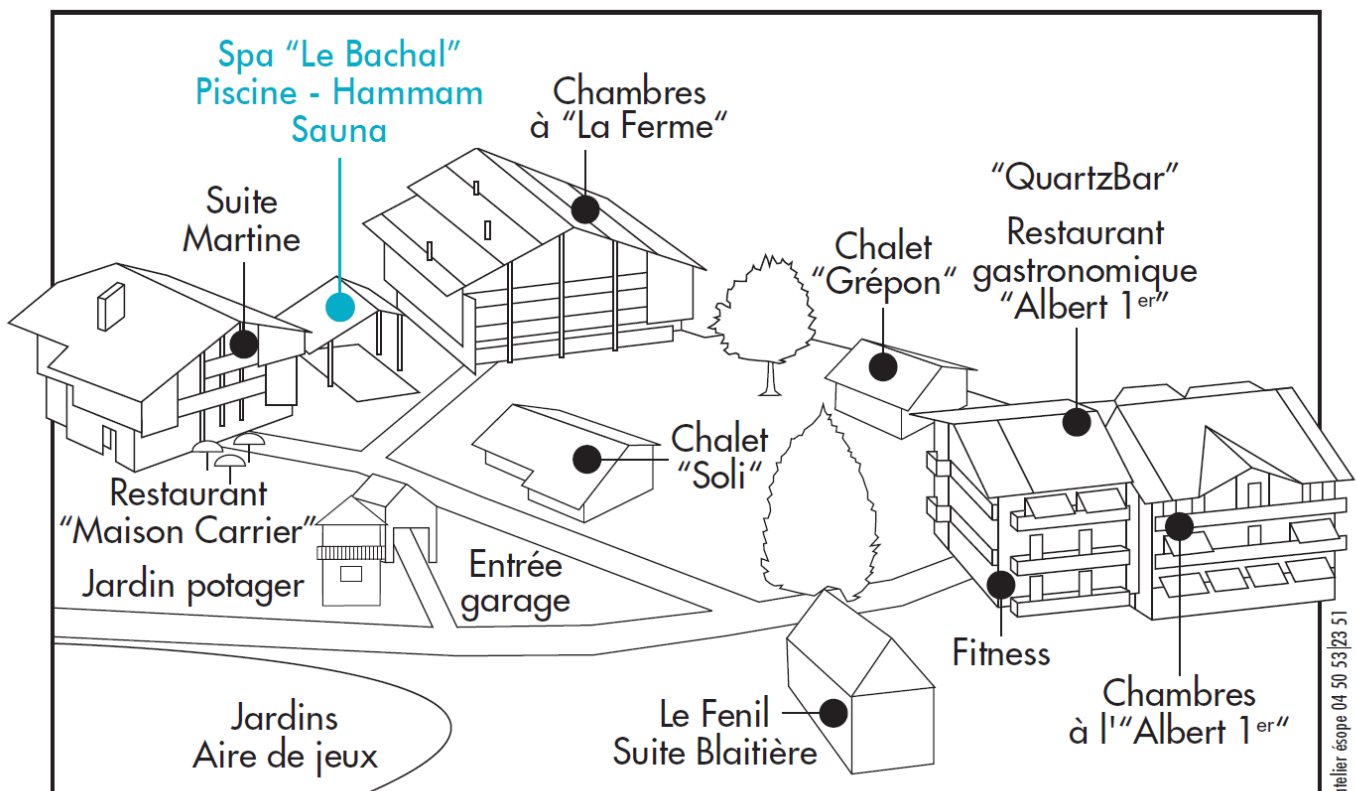 Spa “Le Bachal”
Piscine - Hammam
Sauna
Chambres
à “La Ferme“
Suite
Martine
“QuartzBar”
Restaurant
gastronomique
“Albert 1er”
Chalet
“Grépon“
Chalet
“Soli“
Restaurant
“Maison Carrier”
Jardin potager
Entrée
garage
Fitness
Chambres
à l'“Albert 1er“
Le Fenil
Suite Blaitière
Jardins
Aire de jeux
atelier ésope 04 50 53 23 51